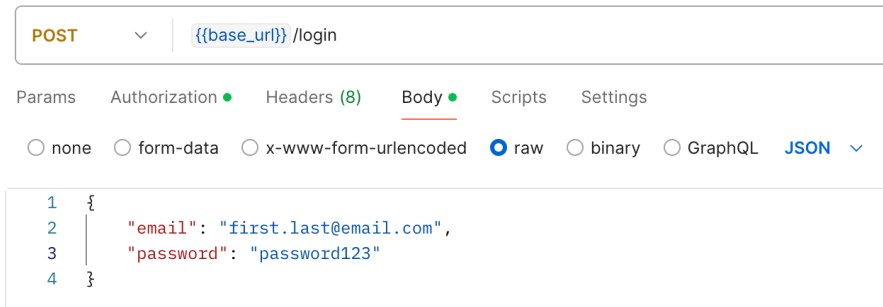 POST {{base_url}}/login
Params Authorization Headers (8) Body Scripts Settings
none form-data x-www-form-urlencoded raw binary GraphQL JSON
1 {
2 "email": "first.last@email.com",
3 "password": "password123"
4 }